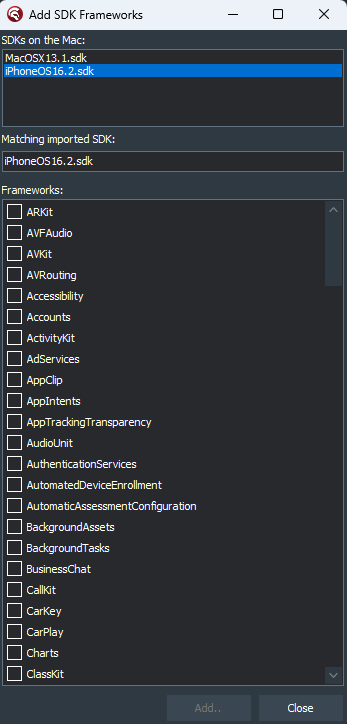 Add SDK Frameworks
SDKs on the Mac:
MacOSX13.1.sdk
iPhoneOS16.2.sdk
Matching imported SDK:
iPhoneOS16.2.sdk
Frameworks:
ARKit
AVFAudio
AVKit
AVRouting
Accessibility
Accounts
ActivityKit
AdServices
AppClip
AppIntents
AppTrackingTransparency
AudioUnit
AuthenticationServices
AutomatedDeviceEnrollment
AutomaticAssessmentConfiguration
BackgroundAssets
BackgroundTasks
BusinessChat
CallKit
CarKey
CarPlay
Charts
ClassKit
Add..
Close